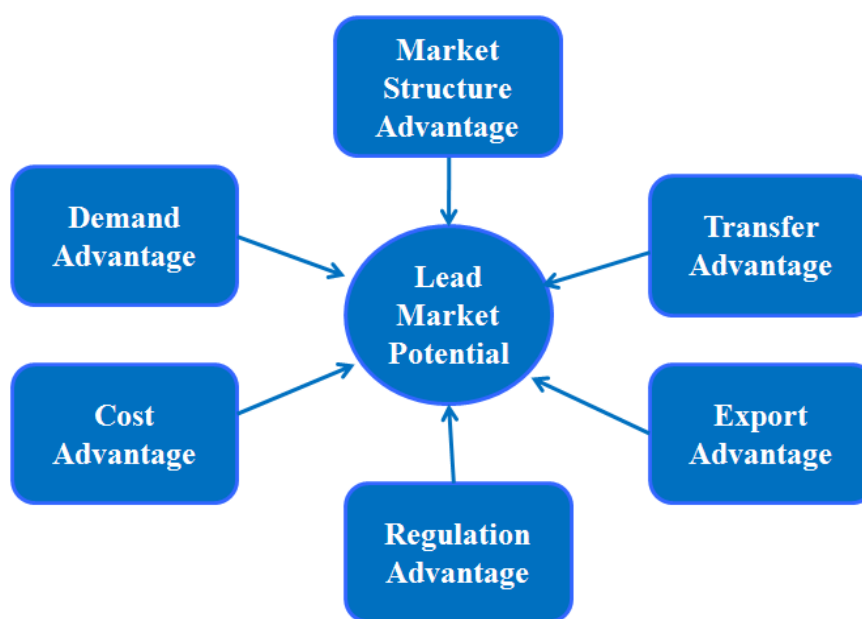 Market
Structure
Advantage
Demand
Advantage
Transfer
Advantage
Lead
Market
Potential
Cost
Advantage
Export
Advantage
Regulation
Advantage